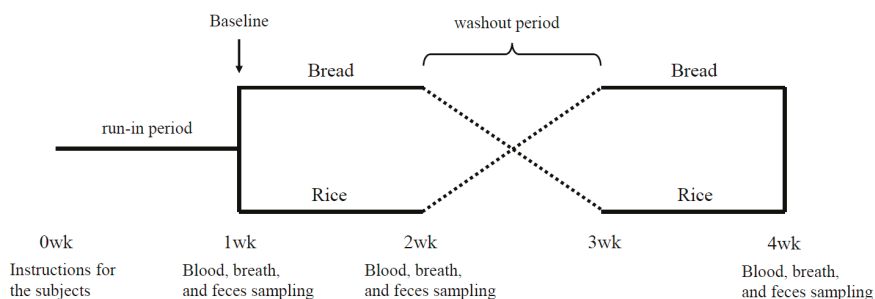 Baseline
washout period
Bread
Bread
run-in period
Rice
Rice
0wk
1wk
2wk
3wk
4wk
Instructions for
the subjects
Blood, breath,
and feces sampling
Blood, breath,
and feces sampling
Blood, breath,
and feces sampling